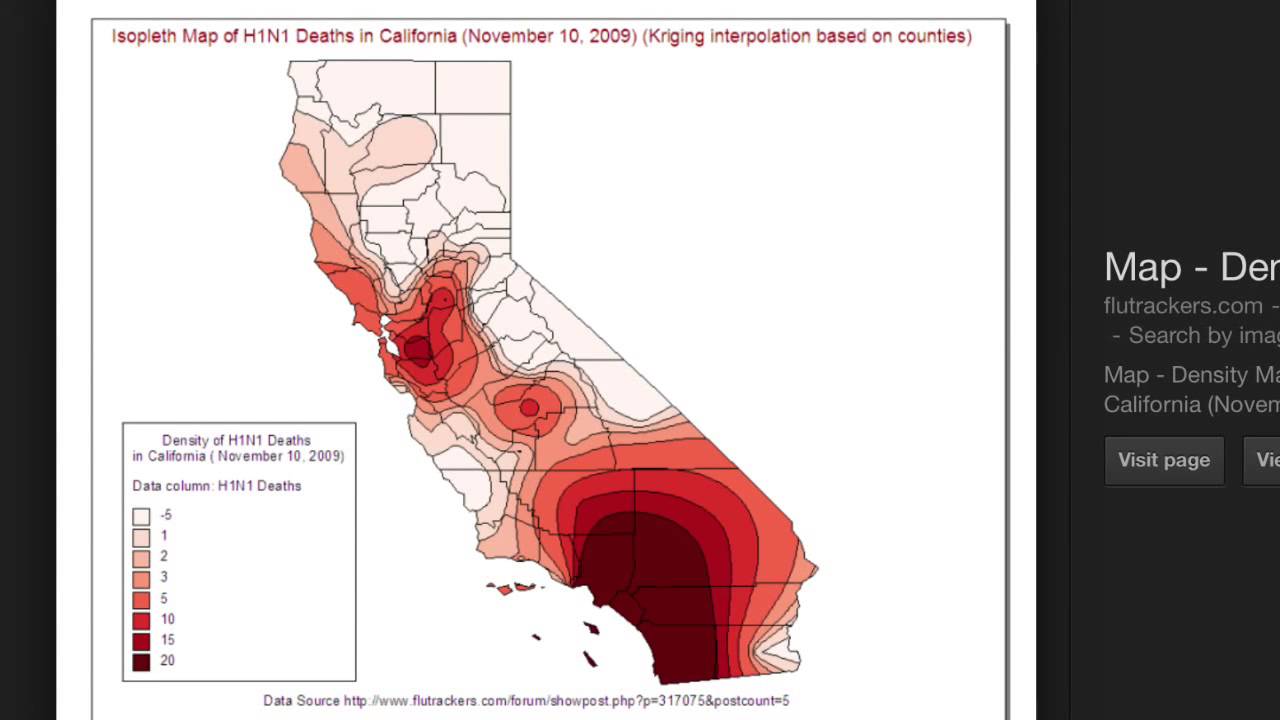 Isopleth Map of H1N1 Deaths in California (November 10, 2009) (Kriging interpolation based on counties)
Density of H1N1 Deaths
in California ( November 10, 2009)
Data column: H1N1 Deaths
-5
1
2
3
5
10
15
20
Data Source http://www.flutrackers.com/forum/showpost.php?p=317075&postcount=5
Map - Der
flutrackers.com -
- Search by imag
Map - Density Ma
California (Novem
Visit page
Vie